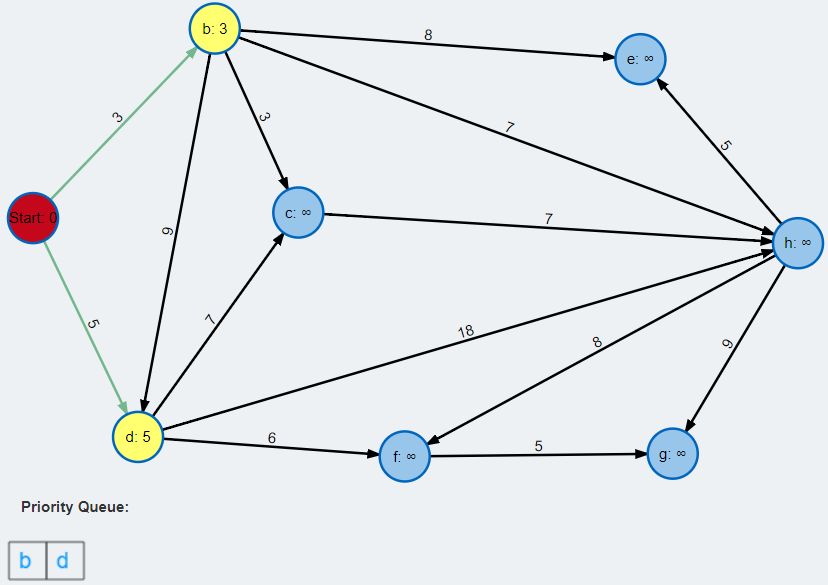 b: 3
8
e: ∞
3
3
7
5
9
Start: 0
c: ∞
7
h: ∞
5
7
18
8
9
d: 5
6
f: ∞
5
g: ∞
Priority Queue:
b d